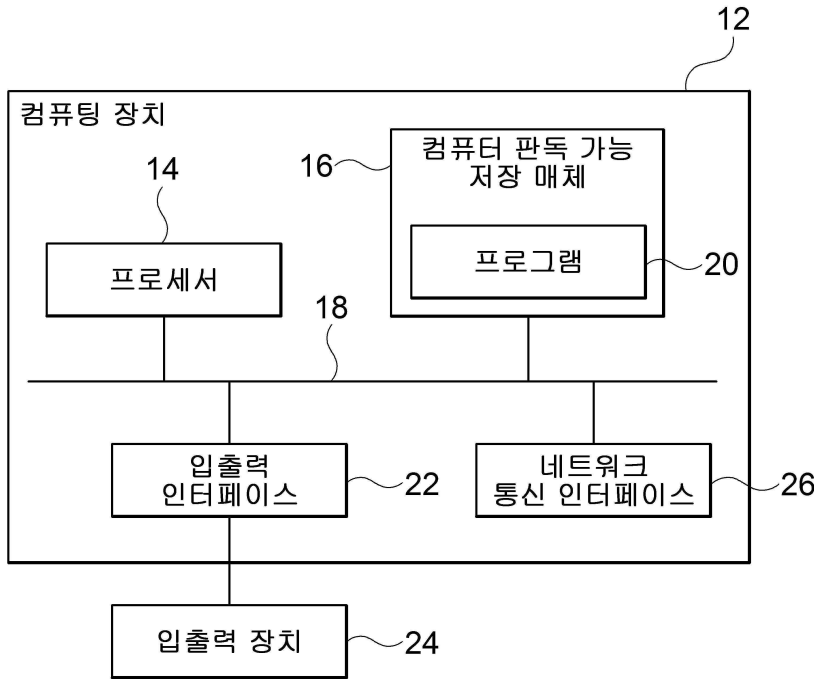 12
컴퓨팅 장치
14
16
컴퓨터 판독 가능
저장 매체
프로세서
프로그램
20
18
입출력
인터페이스
22
네트워크
통신 인터페이스
26
입출력 장치
24